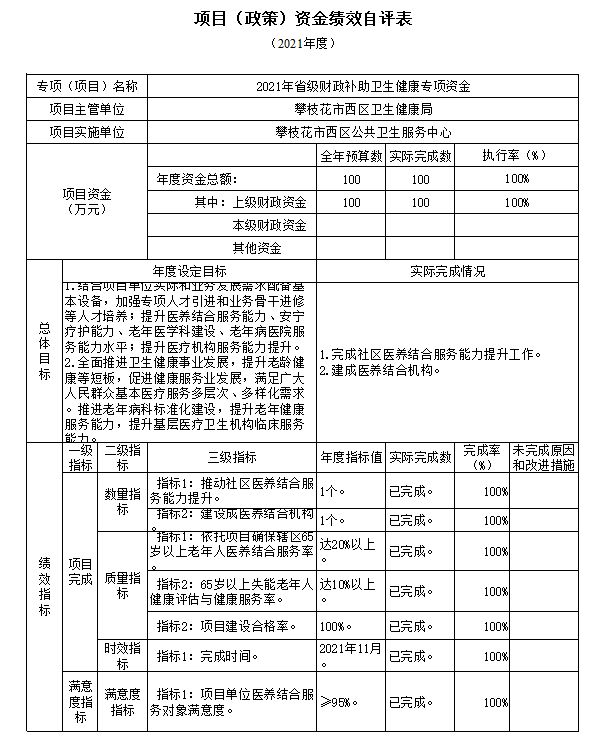 项目（政策）资金绩效自评表
（2021年度）
专项（项目）名称
2021年省级财政补助卫生健康专项资金
项目主管单位
攀枝花市西区卫生健康局
项目实施单位
攀枝花市西区公共卫生服务中心
项目资金
（万元）
全年预算数
实际完成数
执行率（%）
年度资金总额：
100
100
100%
其中：上级财政资金
100
100
100%
本级财政资金
其他资金
总体目标
年度设定目标
实际完成情况
1.结合项目单位实际和业务发展需求配备基
本设备，加强专项人才引进和业务骨干进修
等人才培养；提升医养结合服务能力、安宁
疗护能力、老年医学科建设、老年病医院服
务能力水平；提升医疗机构服务能力提升。
2.全面推进卫生健康事业发展，提升老龄健
康等短板，促进健康服务业发展，满足广大
人民群众基本医疗服务多层次、多样化需求
。推进老年病科标准化建设，提升老年健康
服务能力，提升基层医疗卫生机构临床服务
能力。
1.完成社区医养结合服务能力提升工作。
2.建成医养结合机构。
绩效指标
一级
指标
二级指
标
三级指标
年度指标值
实际完成数
完成率
（%）
未完成原因
和改进措施
项目
完成
数量指
标
指标1：推动社区医养结合服
务能力提升。
1个。
已完成。
100%
指标2：建设成医养结合机构
。
1个。
已完成。
100%
质量指
标
指标1：依托项目确保辖区65
岁以上老年人医养结合服务率
。
达20%以上
。
已完成。
100%
指标2：65岁以上失能老年人
健康评估与健康服务率。
达10%以上
。
已完成。
100%
指标2：项目建设合格率。
100%。
已完成。
100%
时效指
标
指标1：完成时间。
2021年11月
。
已完成。
100%
满意
度指
标
满意度
指标
指标1：项目单位医养结合服
务对象满意度。
≥95%。
已完成。
100%